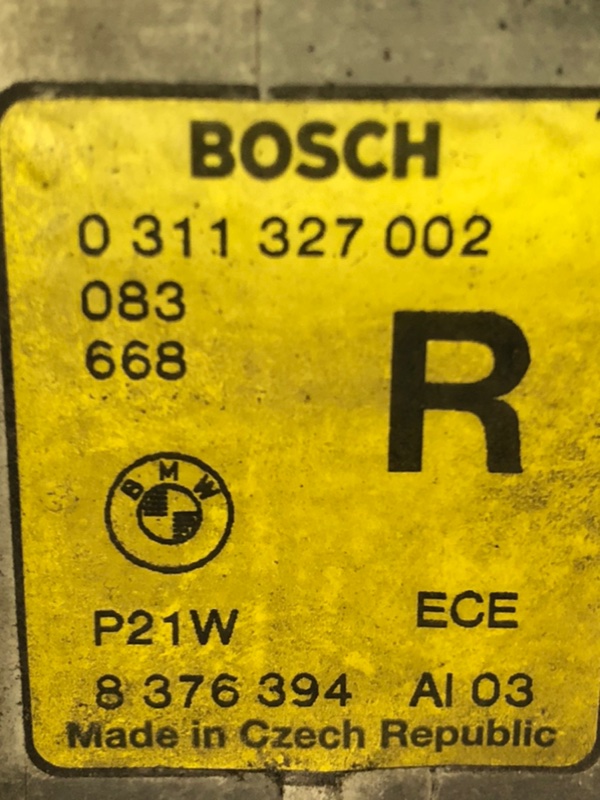 BOSCH
0 311 327 002
083
668
R
BMW
P21W
ECE
8 376 394 AI 03
Made in Czech Republic